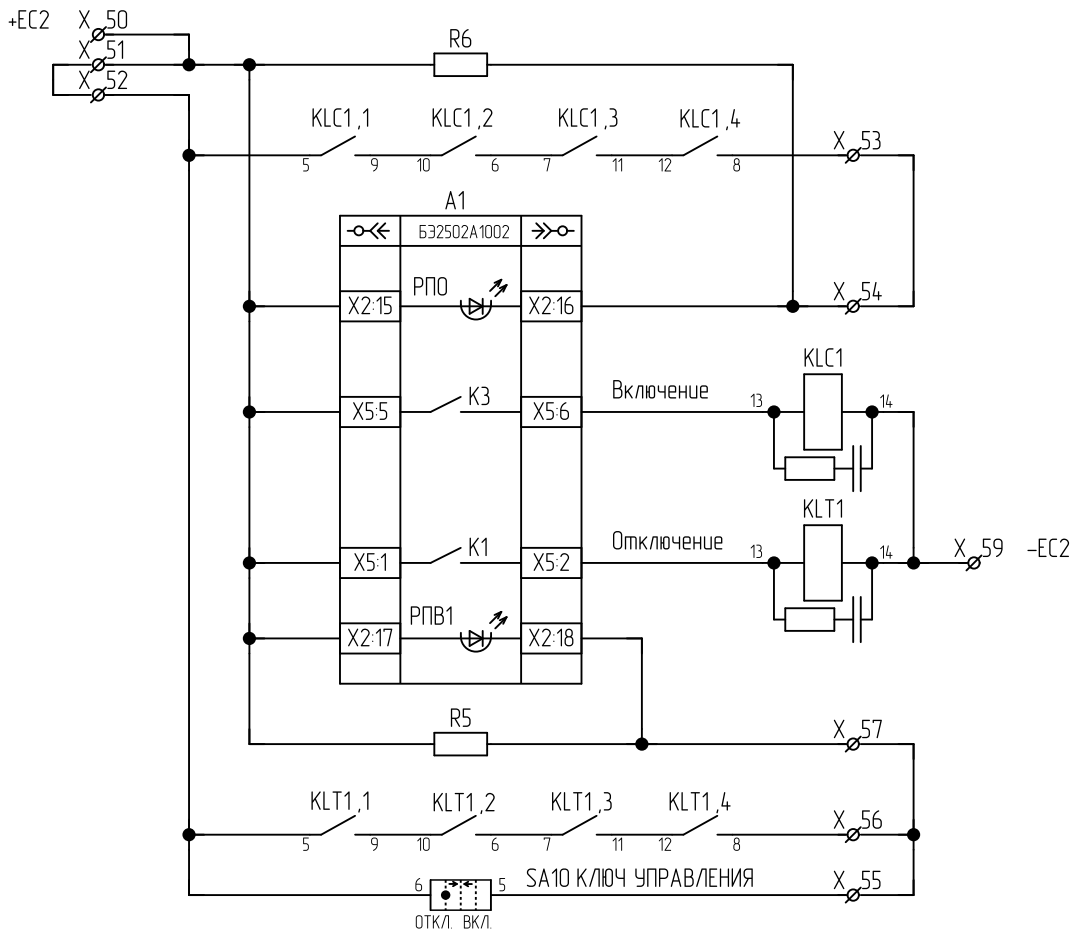 +ЕС2 X 50
X 51
X 52
R6
KLC1,1 KLC1,2 KLC1,3 KLC1,4 X 53
5 9 10 6 7 11 12 8
А1
БЭ2502А1002
РПО
X2:15 X2:16 X 54
K3 Включение KLC1
X5:5 X5:6 13 14
K1 Отключение KLT1
X5:1 X5:2 13 14 X 59 -ЕС2
РПВ1
X2:17 X2:18
R5 X 57
KLT1,1 KLT1,2 KLT1,3 KLT1,4 X 56
5 9 10 6 7 11 12 8
6 5 SA10 КЛЮЧ УПРАВЛЕНИЯ X 55
ОТКЛ. ВКЛ.